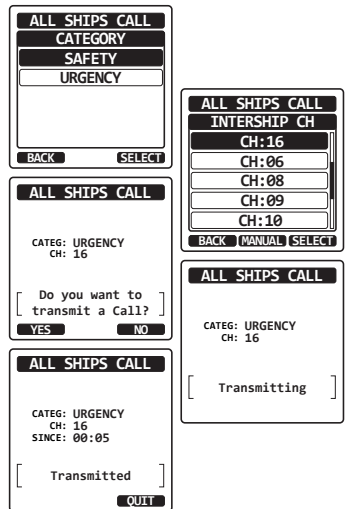 ALL SHIPS CALL
CATEGORY
SAFETY
URGENCY
BACK SELECT
ALL SHIPS CALL
INTERSHIP CH
CH:16
CH:06
CH:08
CH:09
CH:10
BACK MANUAL SELECT
ALL SHIPS CALL
CATEG: URGENCY
CH: 16
Do you want to
transmit a Call?
YES NO
ALL SHIPS CALL
CATEG: URGENCY
CH: 16
Transmitting
ALL SHIPS CALL
CATEG: URGENCY
CH: 16
SINCE: 00:05
Transmitted
QUIT